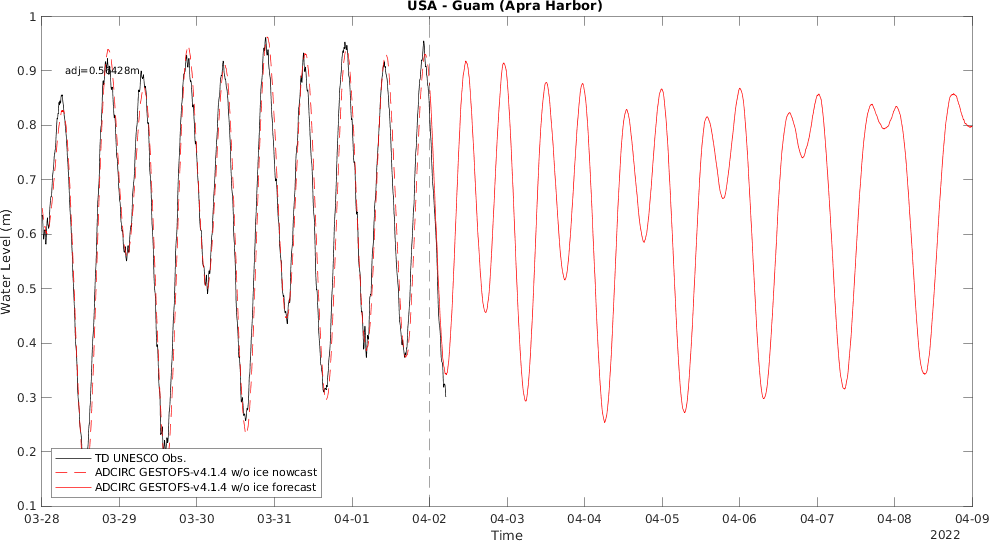 USA - Guam (Apra Harbor)
1
0.9
0.8
0.7
0.6
0.5
0.4
0.3
0.2
0.1
Water Level (m)
TD UNESCO Obs.
ADCIRC GESTOFS-v4.1.4 w/o ice nowcast
ADCIRC GESTOFS-v4.1.4 w/o ice forecast
03-28 03-29 03-30 03-31 04-01 04-02 04-03 04-04 04-05 04-06 04-07 04-08 04-09
Time
2022